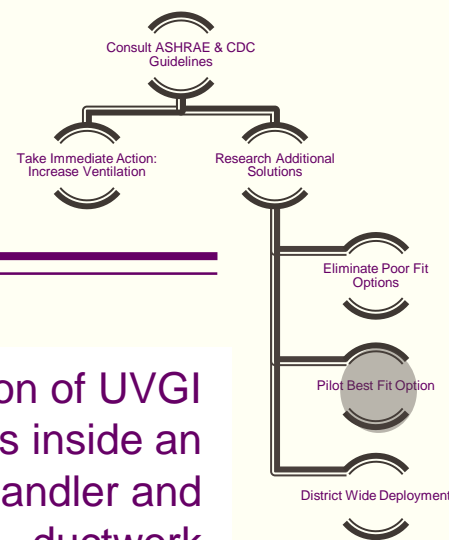 Consult ASHRAE & CDC
Guidelines
Take Immediate Action:
Increase Ventilation
Research Additional
Solutions
Eliminate Poor Fit
Options
Pilot Best Fit Option
District Wide Deployment
on of UVGI
s inside an
andler and
ductwork